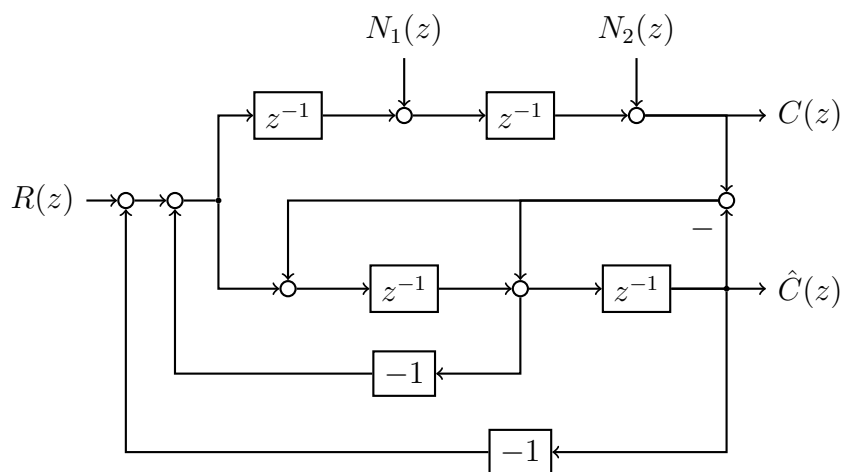 N₁(z) N₂(z)
z⁻¹ z⁻¹ C(z)
R(z)
−
z⁻¹ z⁻¹ Ĉ(z)
−1
−1